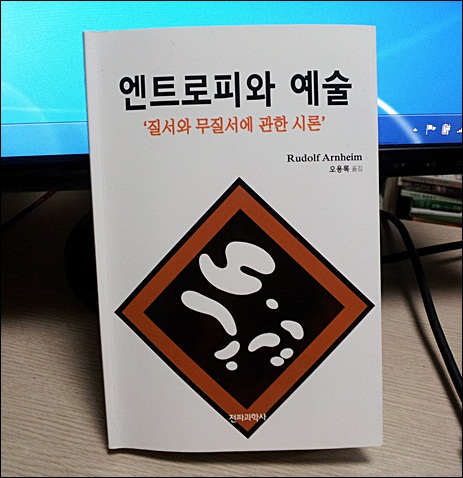 엔트로피와 예술
‘질서와 무질서에 관한 시론’
Rudolf Arnheim
오용록 옮김
전파과학사